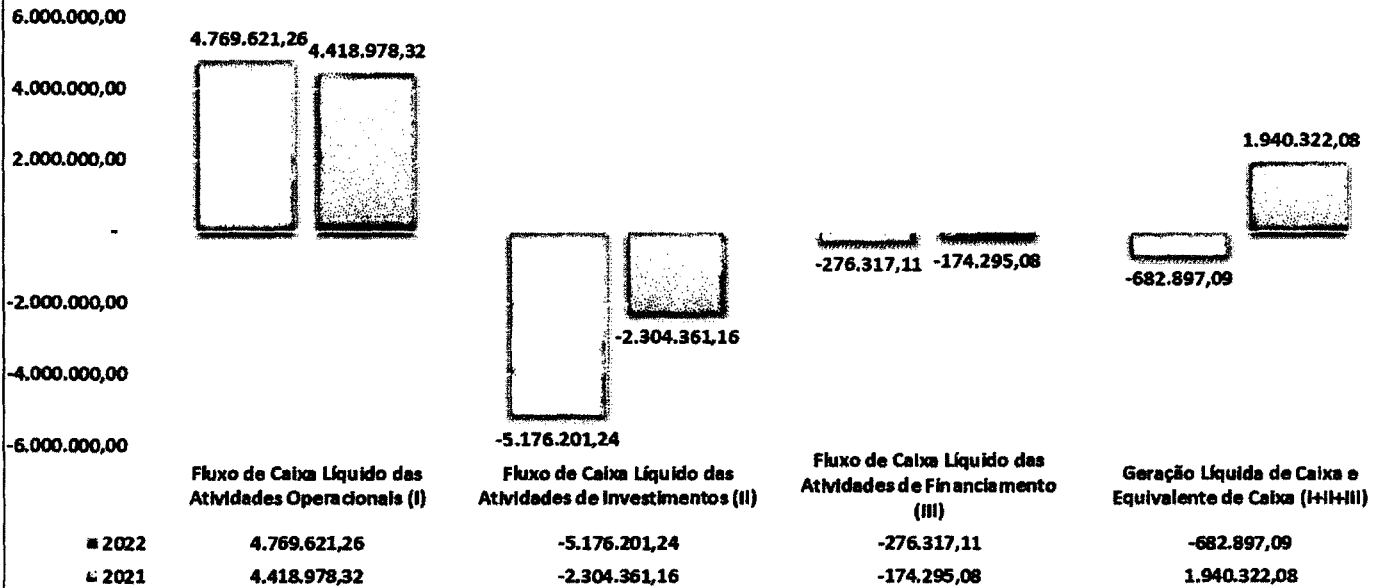 6.000.000,00
4.769.621,26
4.418.978,32
4.000.000,00
1.940.322,08
2.000.000,00
-
-276.317,11 -174.295,08
-682.897,09
-2.000.000,00
-2.304.361,16
-4.000.000,00
-5.176.201,24
-6.000.000,00
Fluxo de Caixa Líquido das
Atividades Operacionais (I)
Fluxo de Caixa Líquido das
Atividades de Investimentos (II)
Fluxo de Caixa Líquido das
Atividades de Financiamento
(III)
Geração Líquida de Caixa e
Equivalente de Caixa (I+II+III)
2022 4.769.621,26 -5.176.201,24 -276.317,11 -682.897,09
2021 4.418.978,32 -2.304.361,16 -174.295,08 1.940.322,08